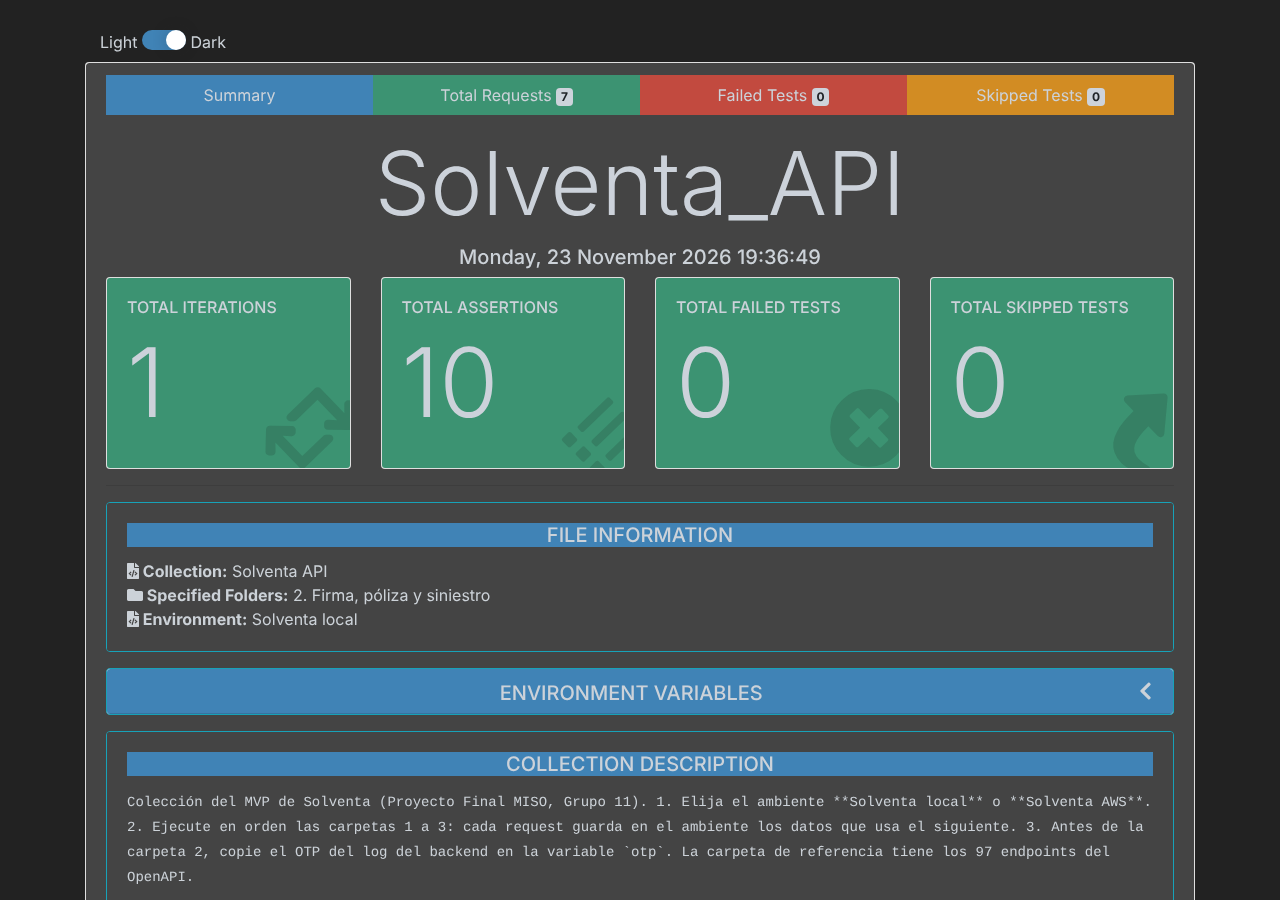 Light Dark
Summary
Total Requests 7
Failed Tests 0
Skipped Tests 0
Solventa_API
Monday, 23 November 2026 19:36:49
TOTAL ITERATIONS
1
TOTAL ASSERTIONS
10
TOTAL FAILED TESTS
0
TOTAL SKIPPED TESTS
0
FILE INFORMATION
Collection: Solventa API
Specified Folders: 2. Firma, póliza y siniestro
Environment: Solventa local
ENVIRONMENT VARIABLES
COLLECTION DESCRIPTION
Colección del MVP de Solventa (Proyecto Final MISO, Grupo 11). 1. Elija el ambiente **Solventa local** o **Solventa AWS**.
2. Ejecute en orden las carpetas 1 a 3: cada request guarda en el ambiente los datos que usa el siguiente. 3. Antes de la
carpeta 2, copie el OTP del log del backend en la variable `otp`. La carpeta de referencia tiene los 97 endpoints del
OpenAPI.